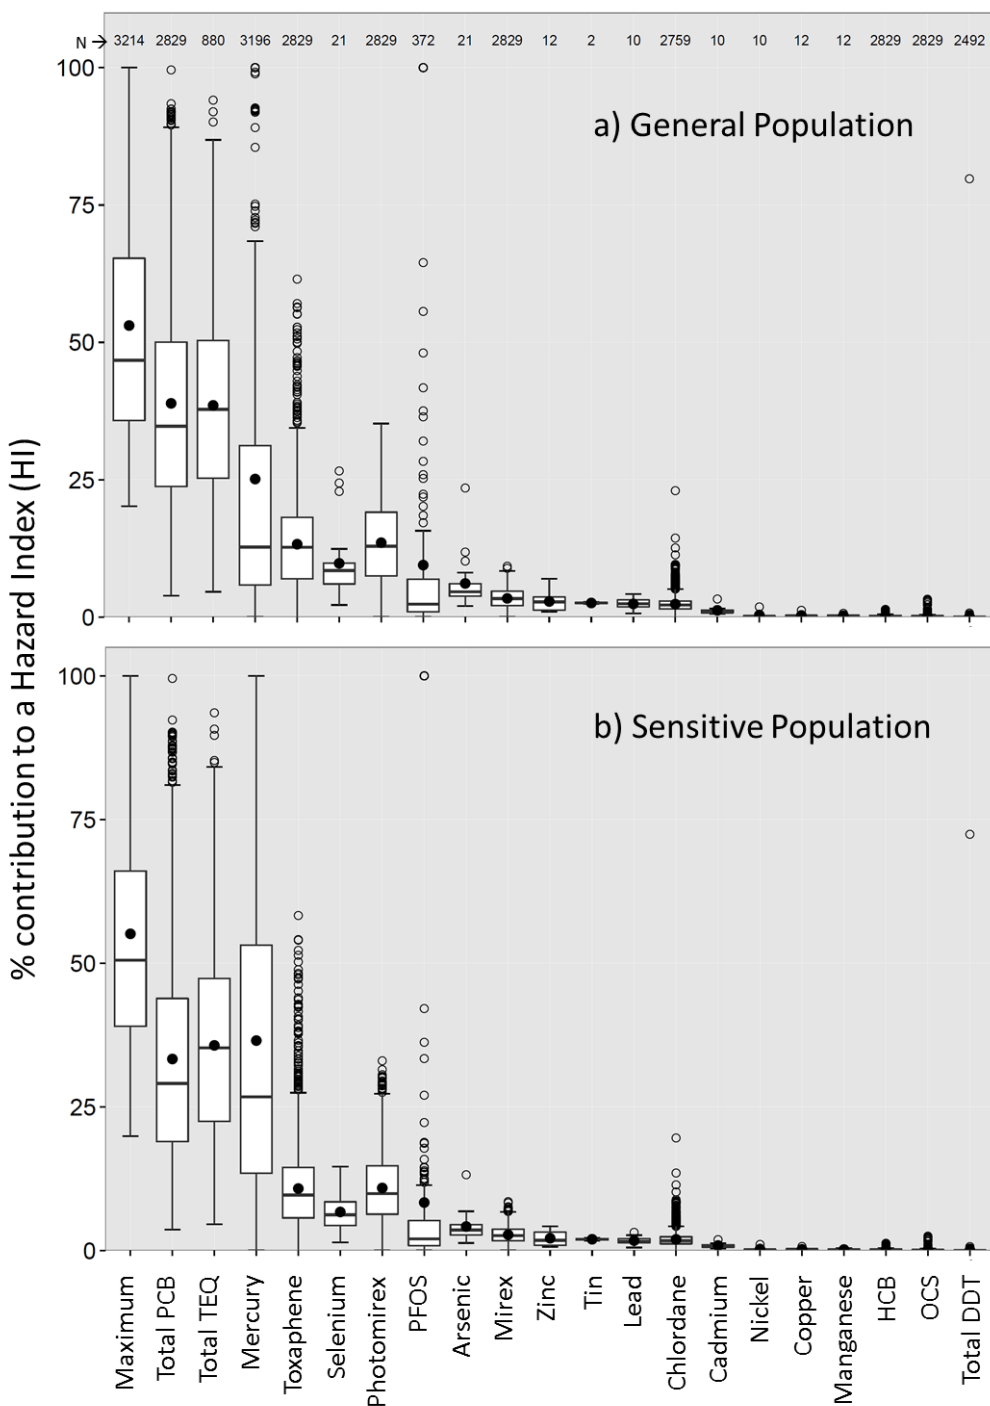 N → 3214 2829 880 3196 2829 21 2829 372 21 2829 12 2 10 2759 10 10 12 12 2829 2829 2492
a) General Population
100
75
50
25
0
% contribution to a Hazard Index (HI)
b) Sensitive Population
100
75
50
25
0
Maximum
Total PCB
Total TEQ
Mercury
Toxaphene
Selenium
Photomirex
PFOS
Arsenic
Mirex
Zinc
Tin
Lead
Chlordane
Cadmium
Nickel
Copper
Manganese
HCB
OCS
Total DDT